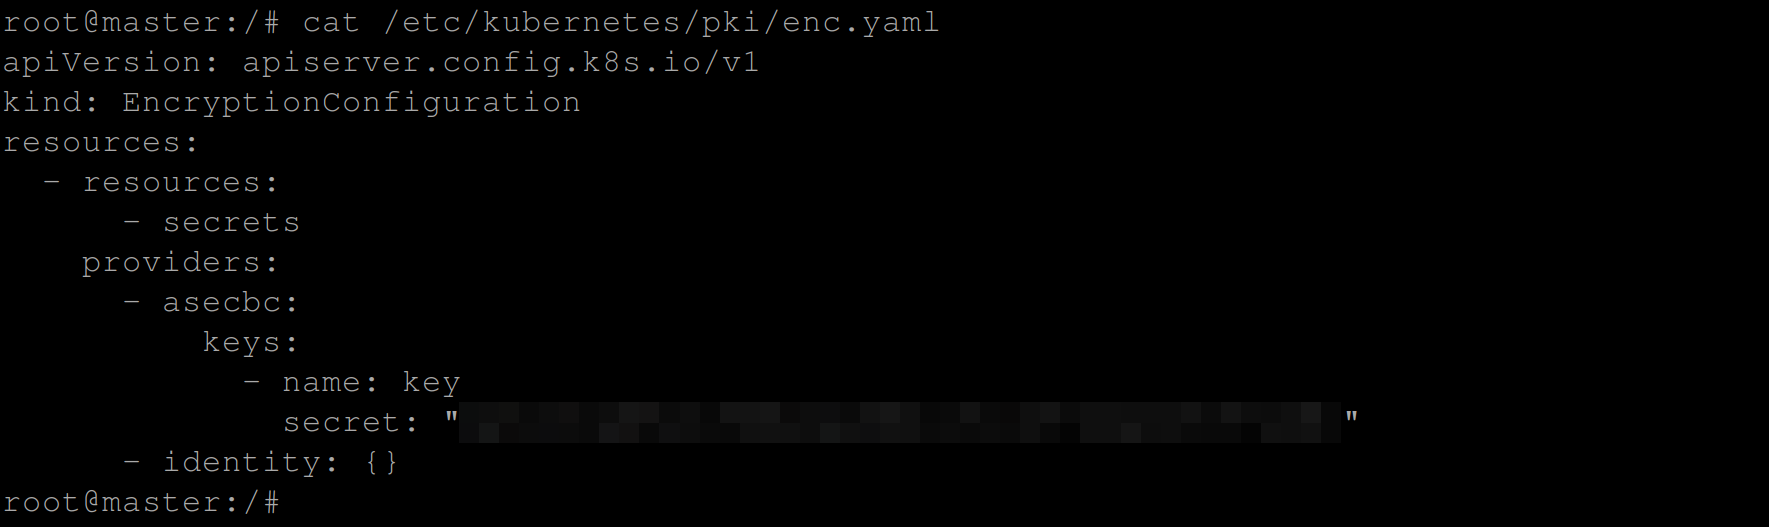 root@master:/# cat /etc/kubernetes/pki/enc.yaml
apiVersion: apiserver.config.k8s.io/v1
kind: EncryptionConfiguration
resources:
  - resources:
      - secrets
    providers:
      - asecbc:
          keys:
            - name: key
              secret: ""
      - identity: {}
root@master:/#